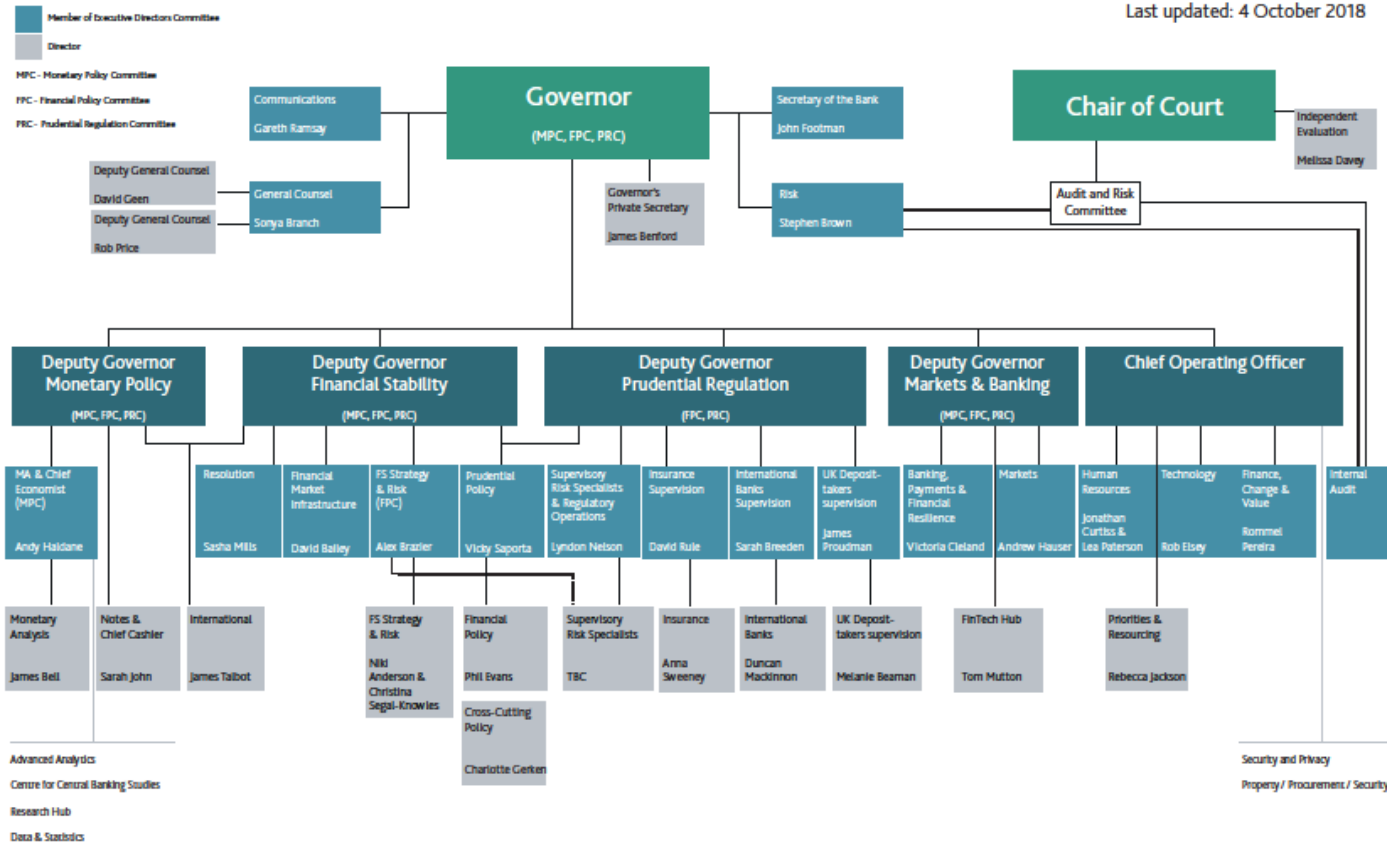 Last updated: 4 October 2018
Member of Executive Directors Committee
Director
MPC - Monetary Policy Committee
FPC - Financial Policy Committee
PRC - Prudential Regulation Committee
Communications
Gareth Ramsay
Governor
(MPC, FPC, PRC)
Secretary of the Bank
John Footman
Chair of Court
Independent
Evaluation
Melissa Davey
Deputy General Counsel
David Geen
Deputy General Counsel
Rob Price
General Counsel
Sonya Branch
Governor's
Private Secretary
James Benford
Risk
Stephen Brown
Audit and Risk
Committee
Deputy Governor
Monetary Policy
(MPC, FPC, PRC)
Deputy Governor
Financial Stability
(MPC, FPC, PRC)
Deputy Governor
Prudential Regulation
(FPC, PRC)
Deputy Governor
Markets & Banking
(MPC, FPC, PRC)
Chief Operating Officer
MA & Chief
Economist
(MPC)
Andy Haldane
Resolution
Sasha Mills
Financial
Market
Infrastructure
David Bailey
FS Strategy
& Risk
(FPC)
Alex Brazier
Prudential
Policy
Vicky Saporta
Supervisory
Risk Specialists
& Regulatory
Operations
Lyndon Nelson
Insurance
Supervision
David Rule
International
Banks
Supervision
Sarah Breeden
UK Deposit-
takers
supervision
James
Proudman
Banking,
Payments &
Financial
Resilience
Victoria Cleland
Markets
Andrew Hauser
Human
Resources
Jonathan
Curtiss &
Lea Paterson
Technology
Rob Elsey
Finance,
Change &
Value
Rommel
Pereira
Internal
Audit
Monetary
Analysis
James Bell
Notes &
Chief Cashier
Sarah John
International
James Talbot
FS Strategy
& Risk
Niki
Anderson &
Christina
Segal-Knowles
Financial
Policy
Phil Evans
Supervisory
Risk Specialists
TBC
Insurance
Anna
Sweeney
International
Banks
Duncan
Mackinnon
UK Deposit-
takers supervision
Melanie Beaman
FinTech Hub
Tom Mutton
Priorities &
Resourcing
Rebecca Jackson
Cross-Cutting
Policy
Charlotte Gerken
Advanced Analytics
Centre for Central Banking Studies
Research Hub
Data & Statistics
Security and Privacy
Property / Procurement / Security